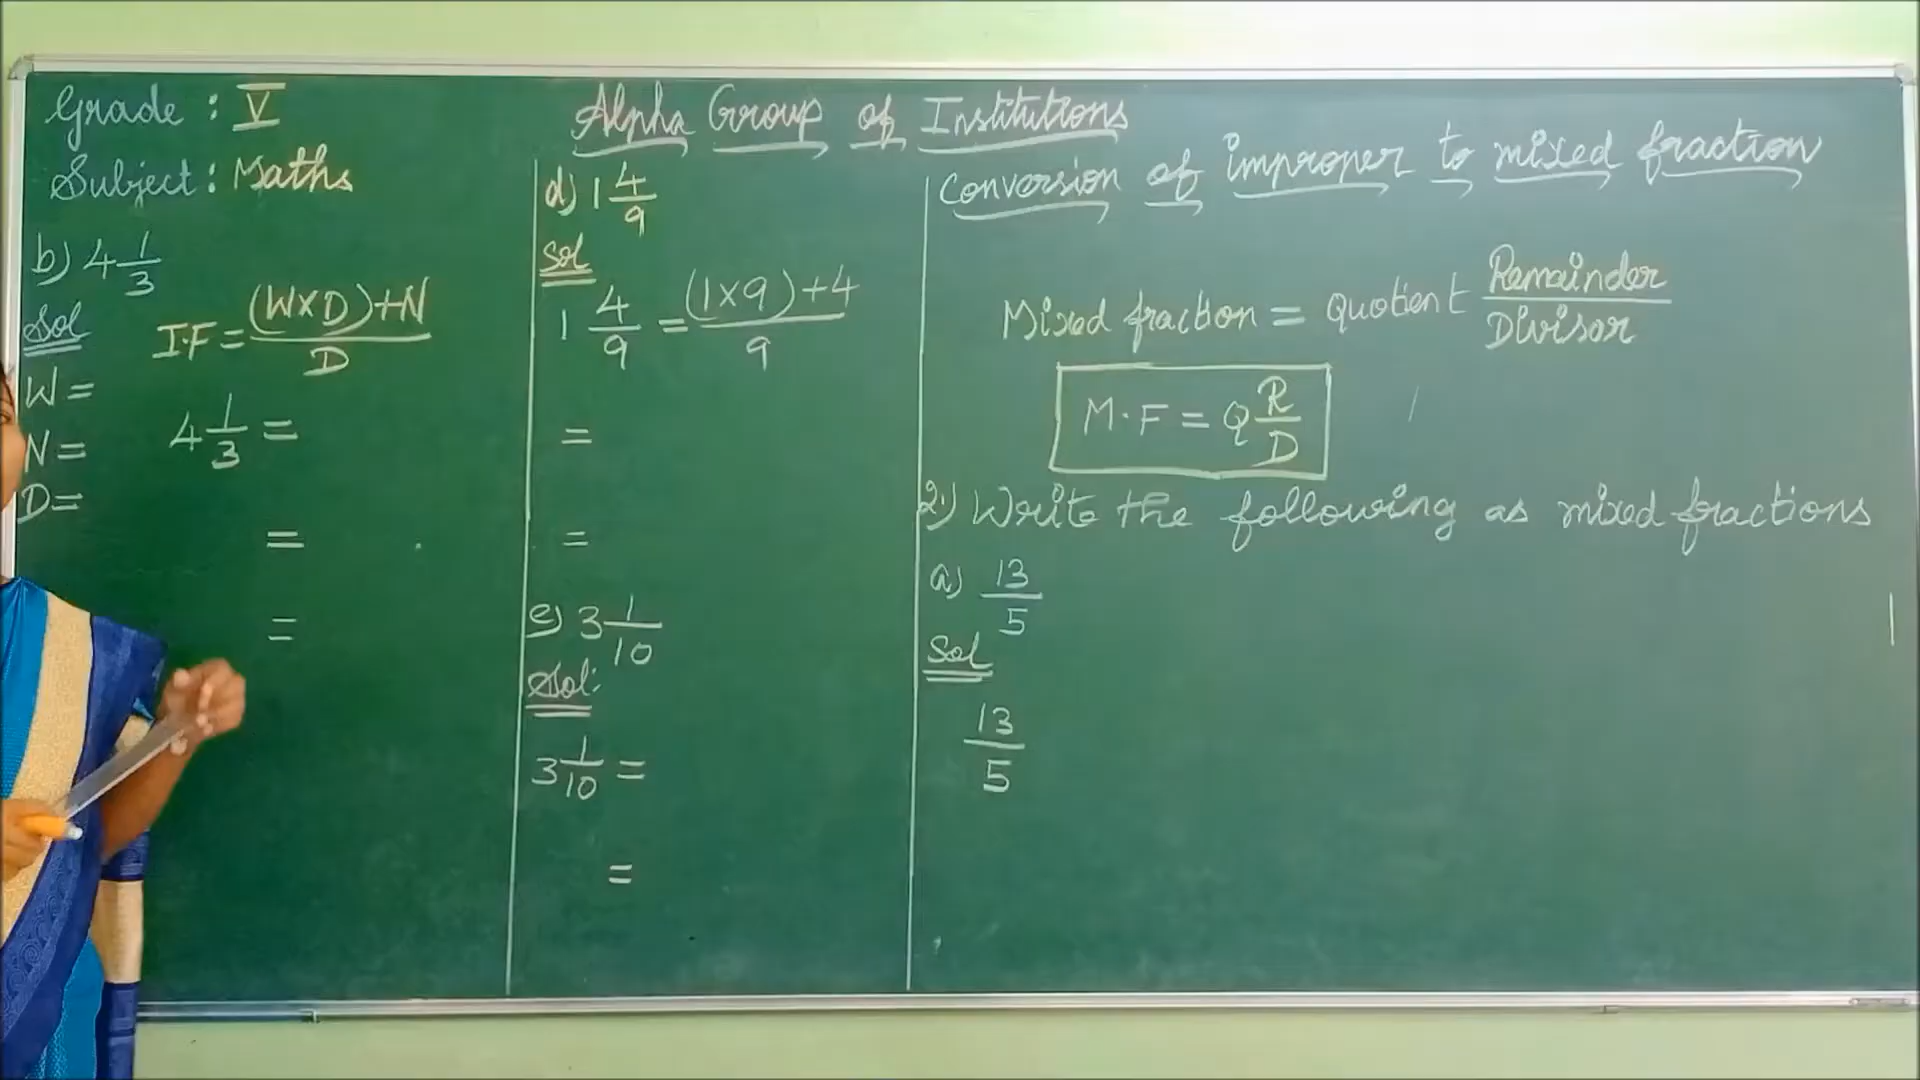 Grade : V
Subject : Maths
Alpha Group of Institutions
b) 4 1/3
Sol
I.F = (W×D)+N / D
W =
N =
D =
4 1/3 =
=
=
d) 1 4/9
Sol
1 4/9 = (1×9)+4 / 9
=
=
e) 3 1/10
Sol:
3 1/10 =
=
Conversion of improper to mixed fraction
Mixed fraction = Quotient Remainder / Divisor
M.F = Q R/D
2.) Write the following as mixed fractions
a) 13/5
Sol
13/5